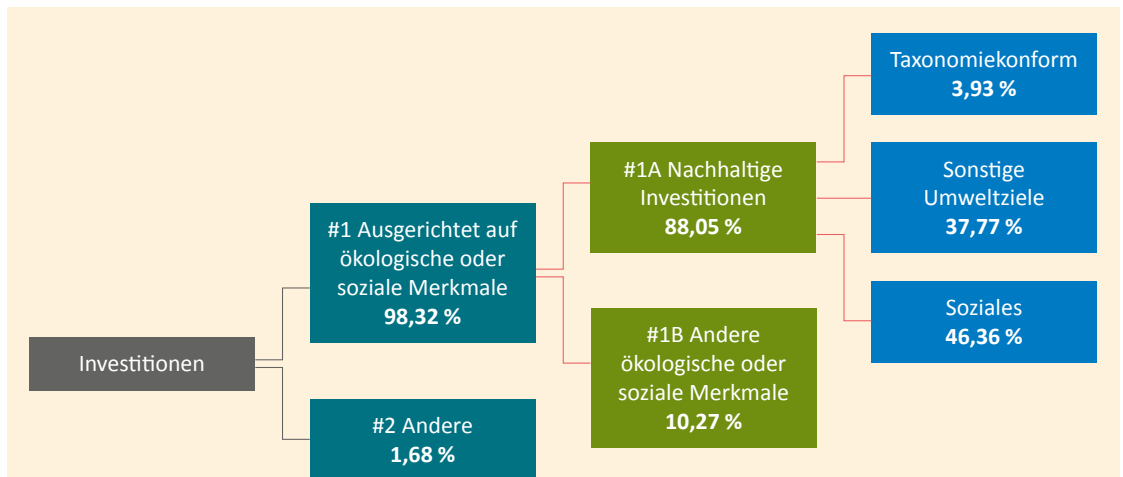 Investitionen
#1 Ausgerichtet auf
ökologische oder
soziale Merkmale
98,32 %
#2 Andere
1,68 %
#1A Nachhaltige
Investitionen
88,05 %
#1B Andere
ökologische oder
soziale Merkmale
10,27 %
Taxonomiekonform
3,93 %
Sonstige
Umweltziele
37,77 %
Soziales
46,36 %